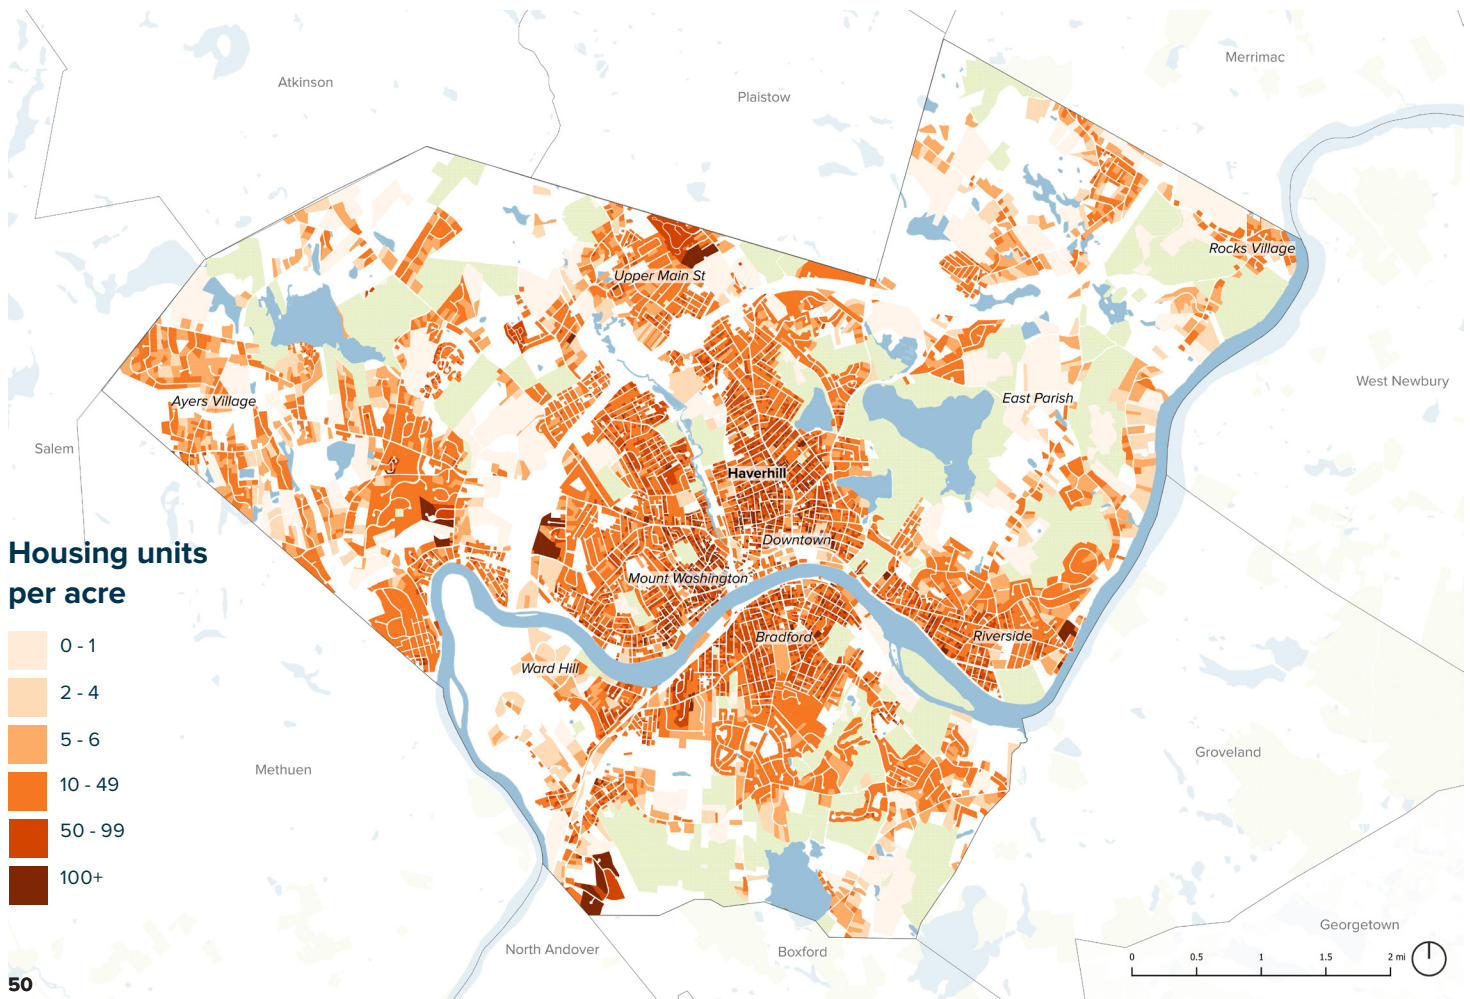 Merrimac
Atkinson
Plaistow
Rocks Village
Upper Main St
West Newbury
East Parish
Ayers Village
Salem
Haverhill
Downtown
Housing units
per acre
Mount Washington
0 - 1
Bradford
Riverside
Ward Hill
2 - 4
5 - 6
Groveland
Methuen
10 - 49
50 - 99
100+
Georgetown
North Andover
Boxford
0 0.5 1 1.5 2 mi
50